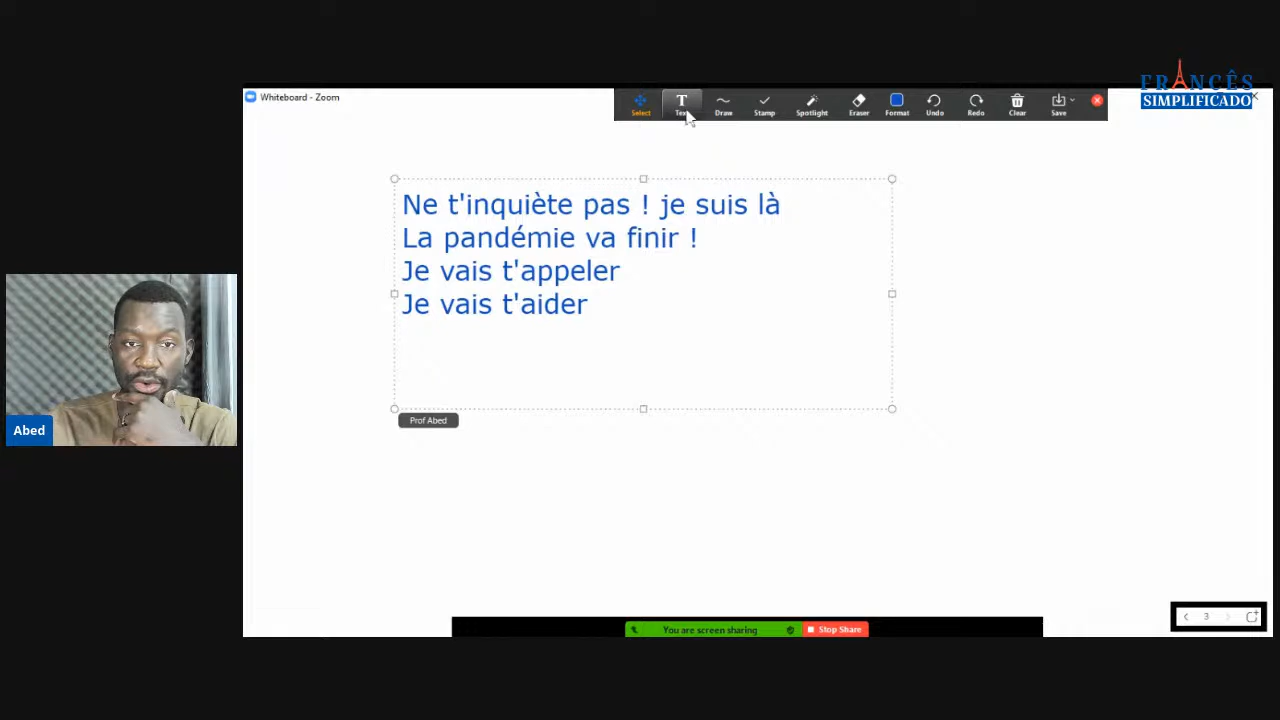 FRANCÊS
SIMPLIFICADO
Whiteboard - Zoom
Select
Text
Draw
Stamp
Spotlight
Eraser
Format
Undo
Redo
Clear
Save
Ne t'inquiète pas ! je suis là
La pandémie va finir !
Je vais t'appeler
Je vais t'aider
Prof Abed
Abed
3
You are screen sharing
Stop Share